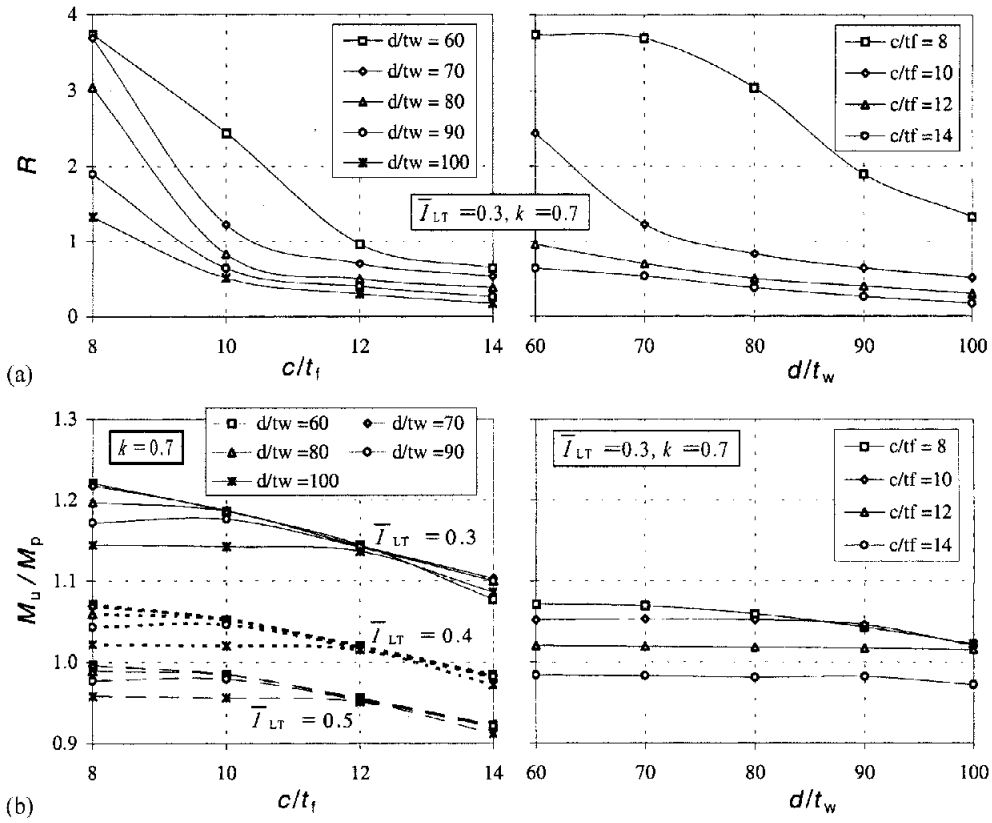 4
3
2
1
0
R
d/tw = 60
d/tw = 70
d/tw = 80
d/tw = 90
d/tw =100
c/tf = 8
c/tf =10
c/tf =12
c/tf =14
l̅LT =0.3, k =0.7
8 10 12 14
60 70 80 90 100
(a)
c/tf
d/tw
1.3
1.2
1.1
1.0
0.9
Mu / Mp
k = 0.7
d/tw =60 d/tw =70
d/tw =80 d/tw =90
d/tw =100
l̅LT =0.3, k =0.7
c/tf = 8
c/tf =10
c/tf =12
c/tf =14
l̅LT = 0.3
l̅LT = 0.4
l̅LT = 0.5
8 10 12 14
60 70 80 90 100
(b)
c/tf
d/tw